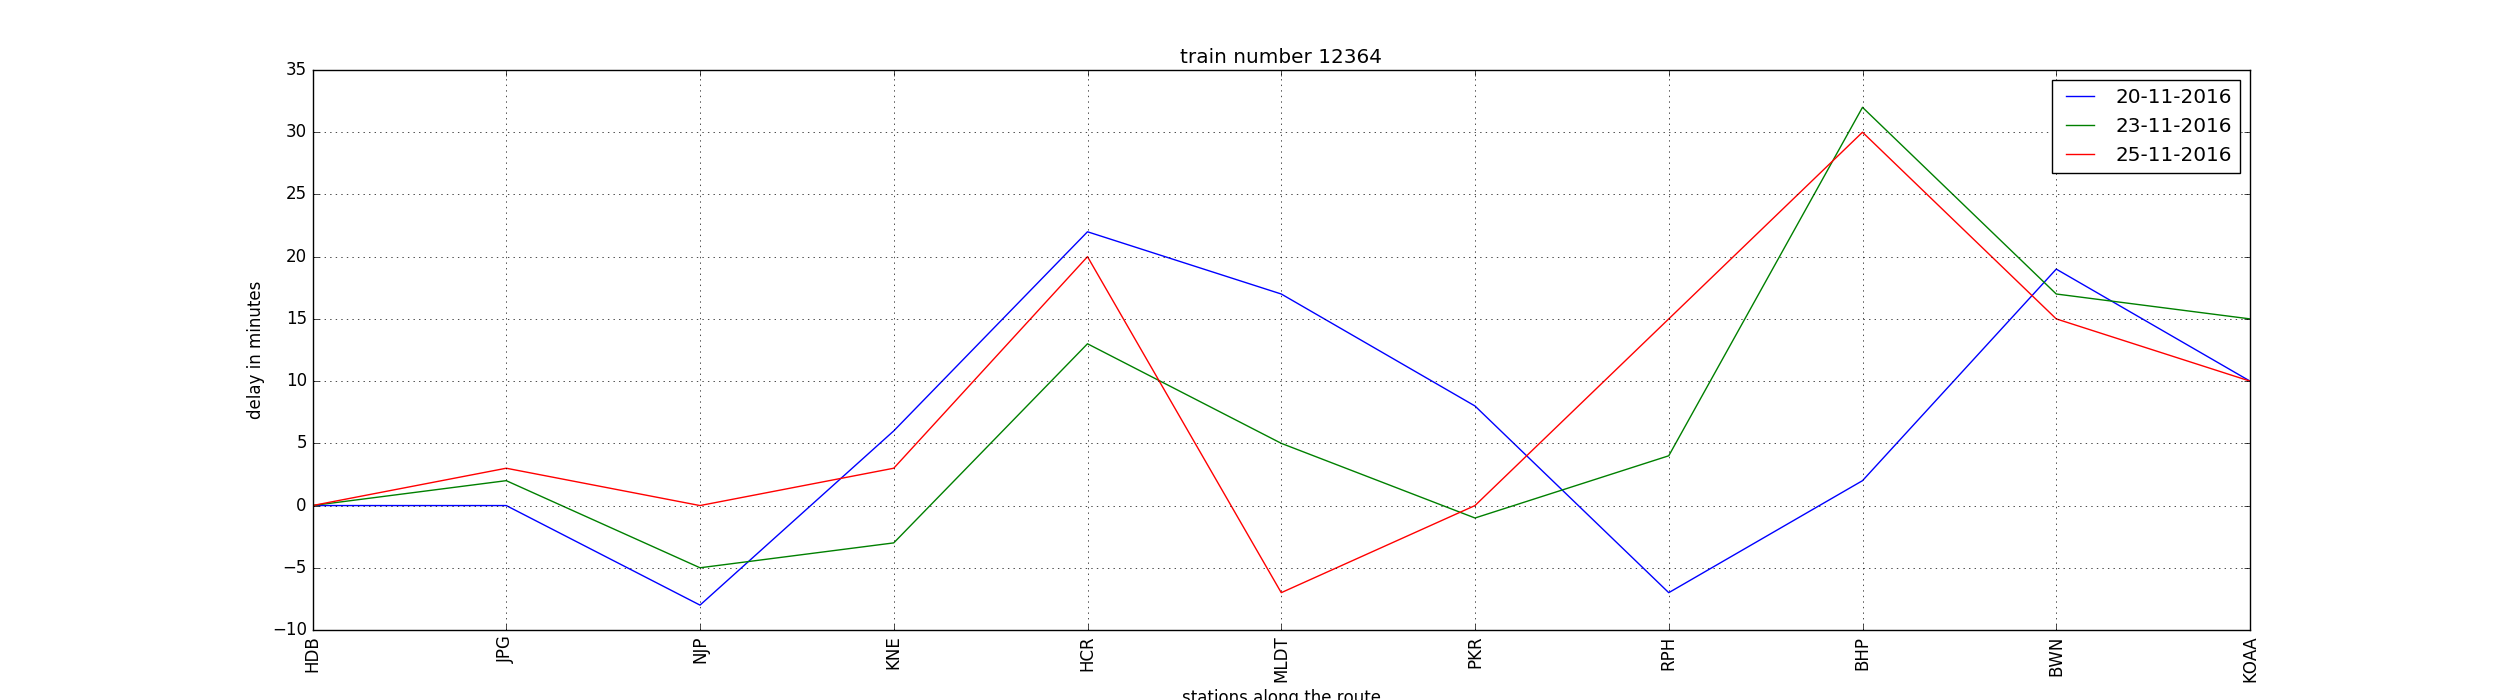 train number 12364
35
30
25
20
15
10
5
0
−5
−10
delay in minutes
20-11-2016
23-11-2016
25-11-2016
HDB
JPG
NJP
KNE
HCR
MLDT
PKR
RPH
BHP
BWN
KOAA
stations along the route